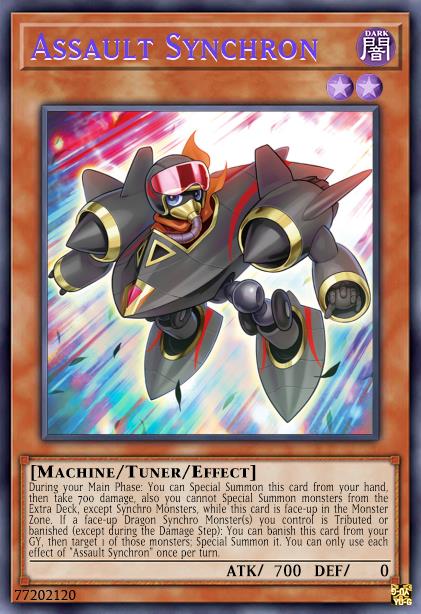 ASSAULT SYNCHRON
DARK
闇
[MACHINE/TUNER/EFFECT]
During your Main Phase: You can Special Summon this card from your hand,
then take 700 damage, also you cannot Special Summon monsters from the
Extra Deck, except Synchro Monsters, while this card is face-up in the Monster
Zone. If a face-up Dragon Synchro Monster(s) you control is Tributed or
banished (except during the Damage Step): You can banish this card from your
GY, then target 1 of those monsters; Special Summon it. You can only use each
effect of "Assault Synchron" once per turn.
ATK/ 700 DEF/ 0
77202120